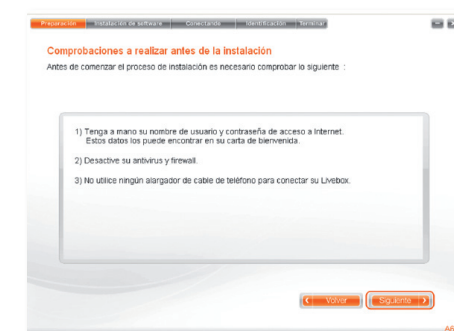 Preparación Instalación de software Conectando Identificación Terminar
Comprobaciones a realizar antes de la instalación
Antes de comenzar el proceso de instalación es necesario comprobar lo siguiente :
1) Tenga a mano su nombre de usuario y contraseña de acceso a Internet.
Estos datos los puede encontrar en su carta de bienvenida.
2) Desactive su antivirus y firewall.
3) No utilice ningún alargador de cable de teléfono para conectar su Livebox.
Volver Siguiente